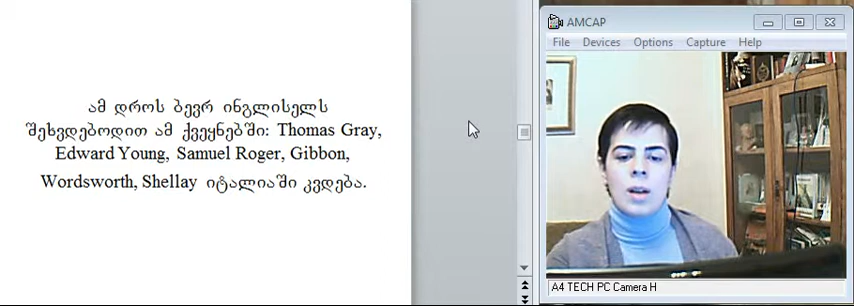 ამ დროს ბევრ ინგლისელს
შეხვდებოდით ამ ქვეყნებში: Thomas Gray,
Edward Young, Samuel Roger, Gibbon,
Wordsworth, Shellay იტალიაში კვდება.
AMCAP
File Devices Options Capture Help
A4 TECH PC Camera H